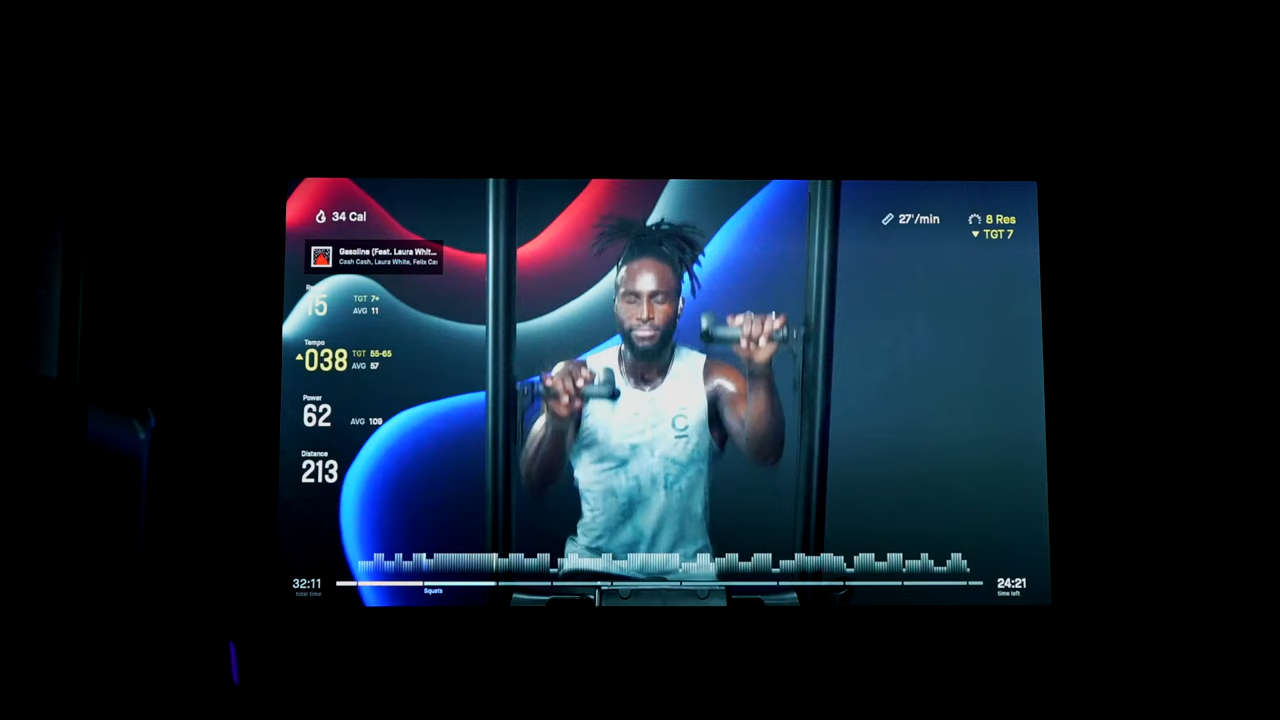 34 Cal
27'/min
8 Res
TGT 7
Gasoline (Feat. Laura Whit...
Cash Cash, Laura White, Felix
15
TGT 7+
AVG 11
Tempo
038
TGT 55-65
AVG 57
Power
62
AVG 109
Distance
213
32:11
total time
Squats
24:21
time left
C